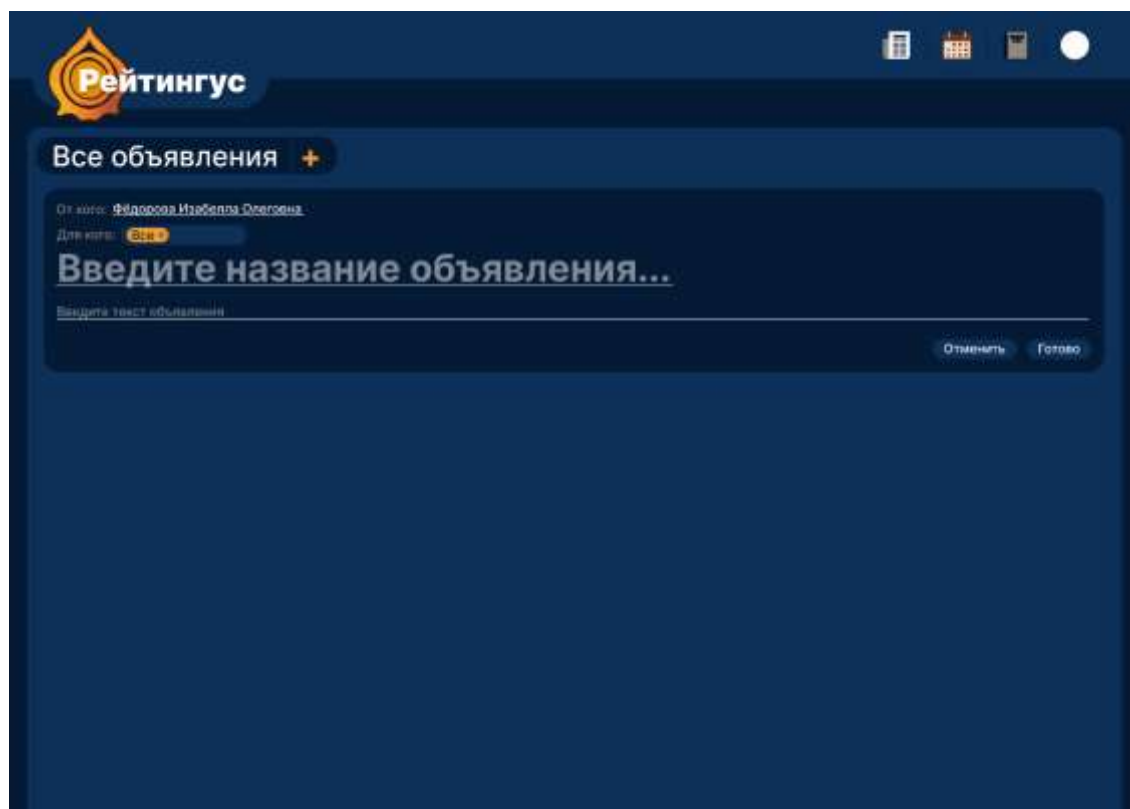 Рейтингус
Все объявления +
От кого: Фёдорова Изабелла Олеговна
Для кого: Все ×
Введите название объявления...
Введите текст объявления
Отменить Готово